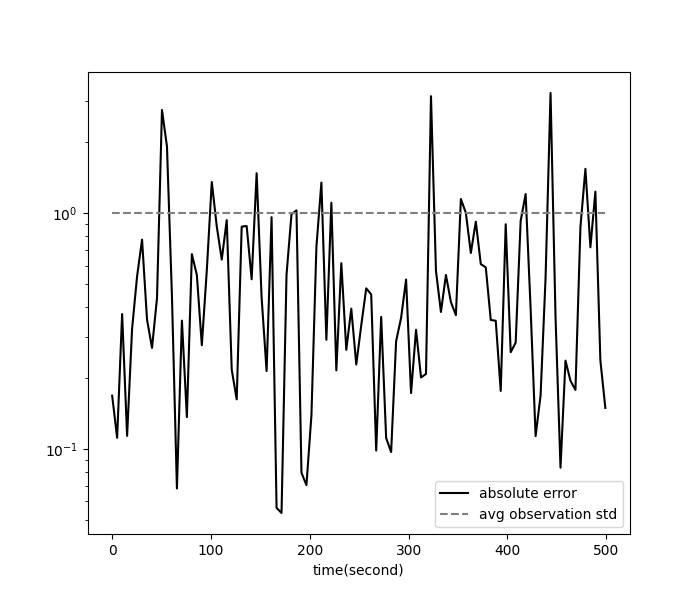 10⁰
10⁻¹
absolute error
avg observation std
0 100 200 300 400 500
time(second)